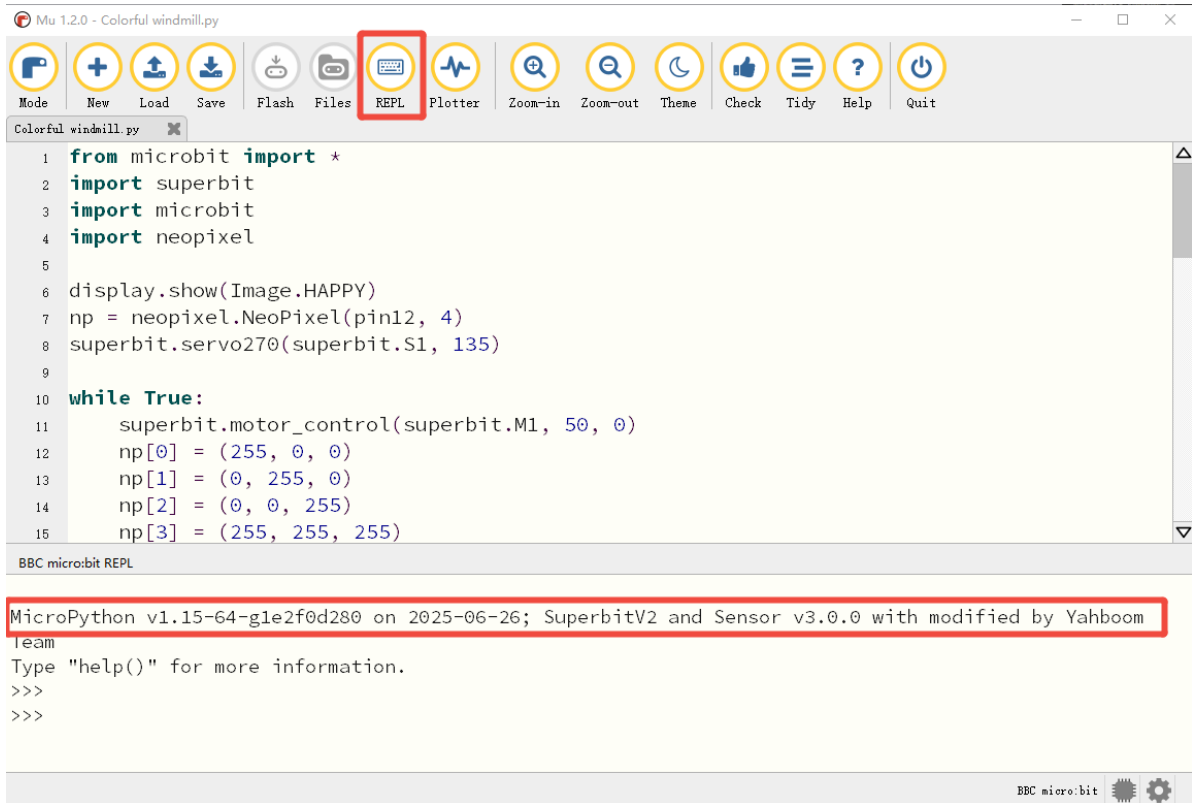 Mu 1.2.0 - Colorful windmill.py
Mode New Load Save Flash Files REPL Plotter Zoom-in Zoom-out Theme Check Tidy Help Quit
Colorful windmill.py
1 from microbit import *
2 import superbit
3 import microbit
4 import neopixel
5
6 display.show(Image.HAPPY)
7 np = neopixel.NeoPixel(pin12, 4)
8 superbit.servo270(superbit.S1, 135)
9
10 while True:
11     superbit.motor_control(superbit.M1, 50, 0)
12     np[0] = (255, 0, 0)
13     np[1] = (0, 255, 0)
14     np[2] = (0, 0, 255)
15     np[3] = (255, 255, 255)
BBC micro:bit REPL
MicroPython v1.15-64-g1e2f0d280 on 2025-06-26; SuperbitV2 and Sensor v3.0.0 with modified by Yahboom
Team
Type "help()" for more information.
>>>
>>>
BBC micro:bit